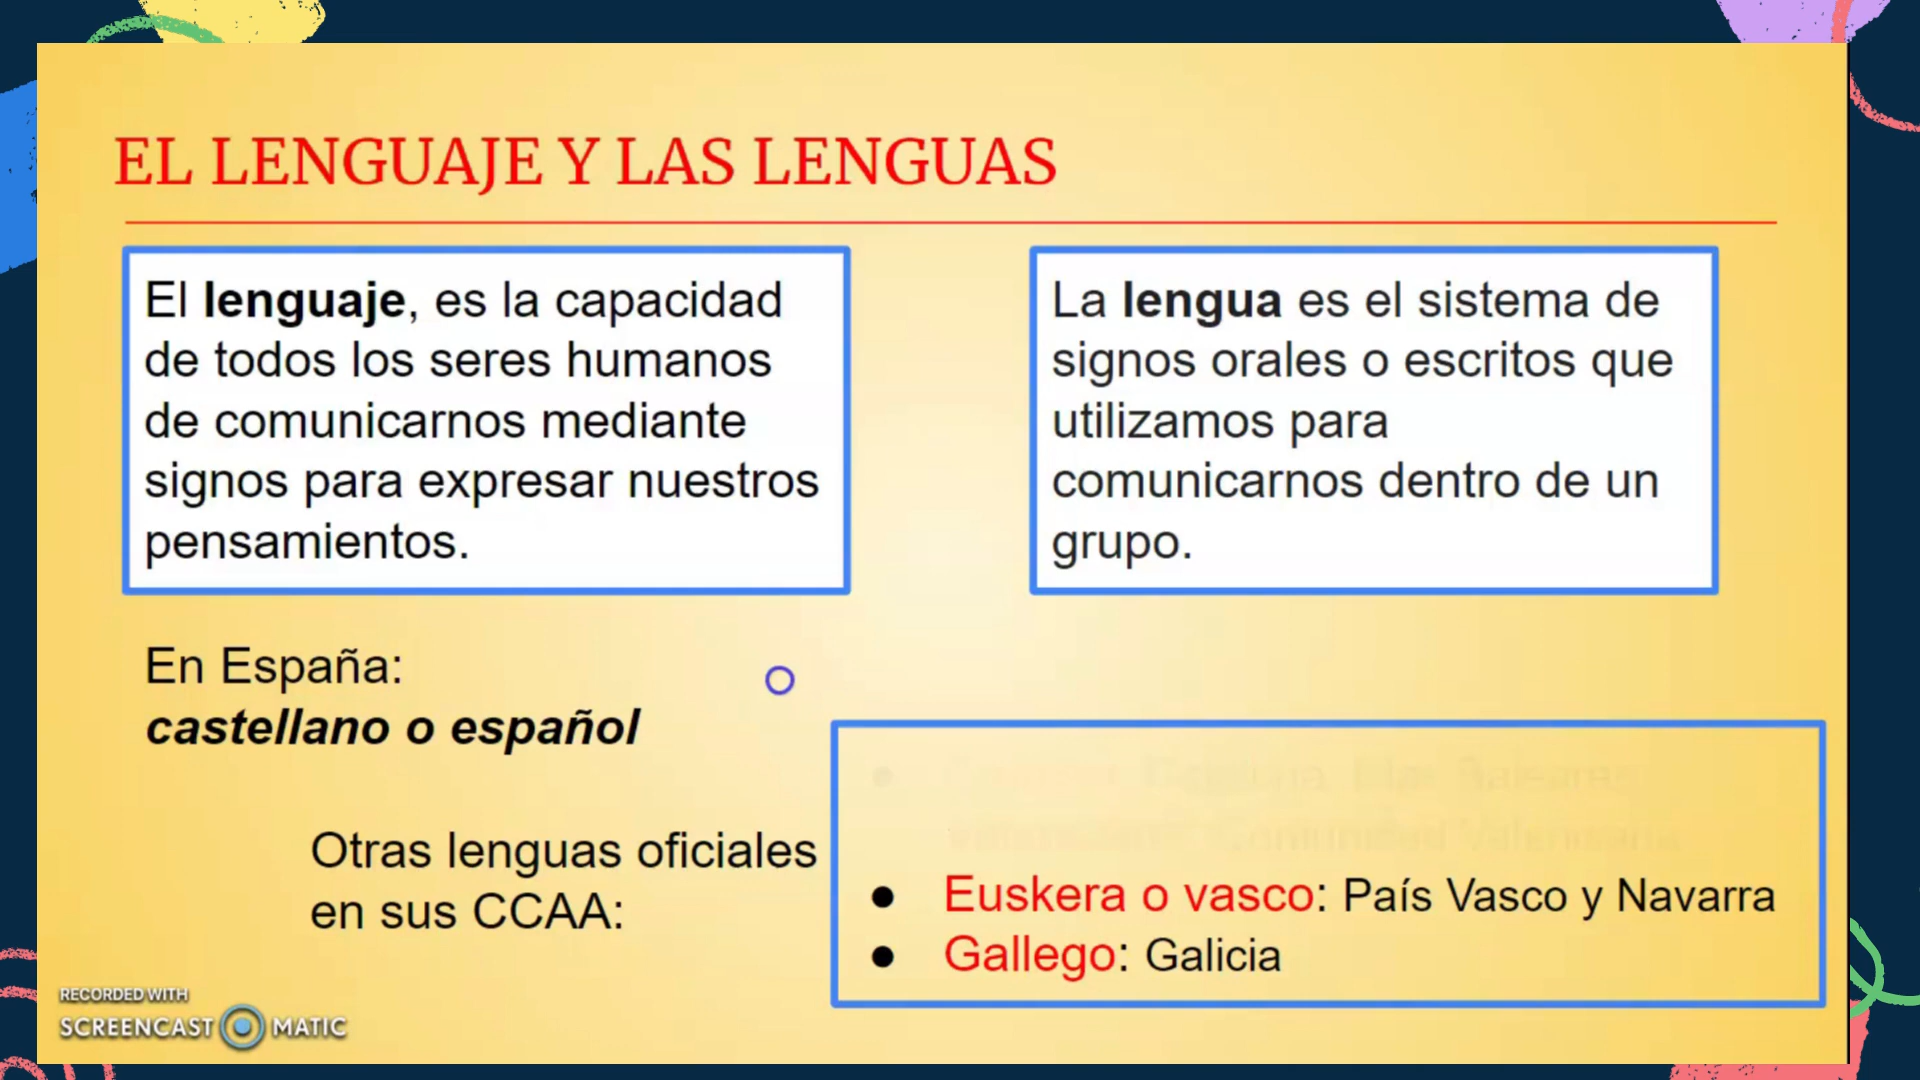 EL LENGUAJE Y LAS LENGUAS
El lenguaje, es la capacidad
de todos los seres humanos
de comunicarnos mediante
signos para expresar nuestros
pensamientos.
La lengua es el sistema de
signos orales o escritos que
utilizamos para
comunicarnos dentro de un
grupo.
En España:
castellano o español
Otras lenguas oficiales
en sus CCAA:
● Euskera o vasco: País Vasco y Navarra
● Gallego: Galicia
RECORDED WITH
SCREENCAST MATIC